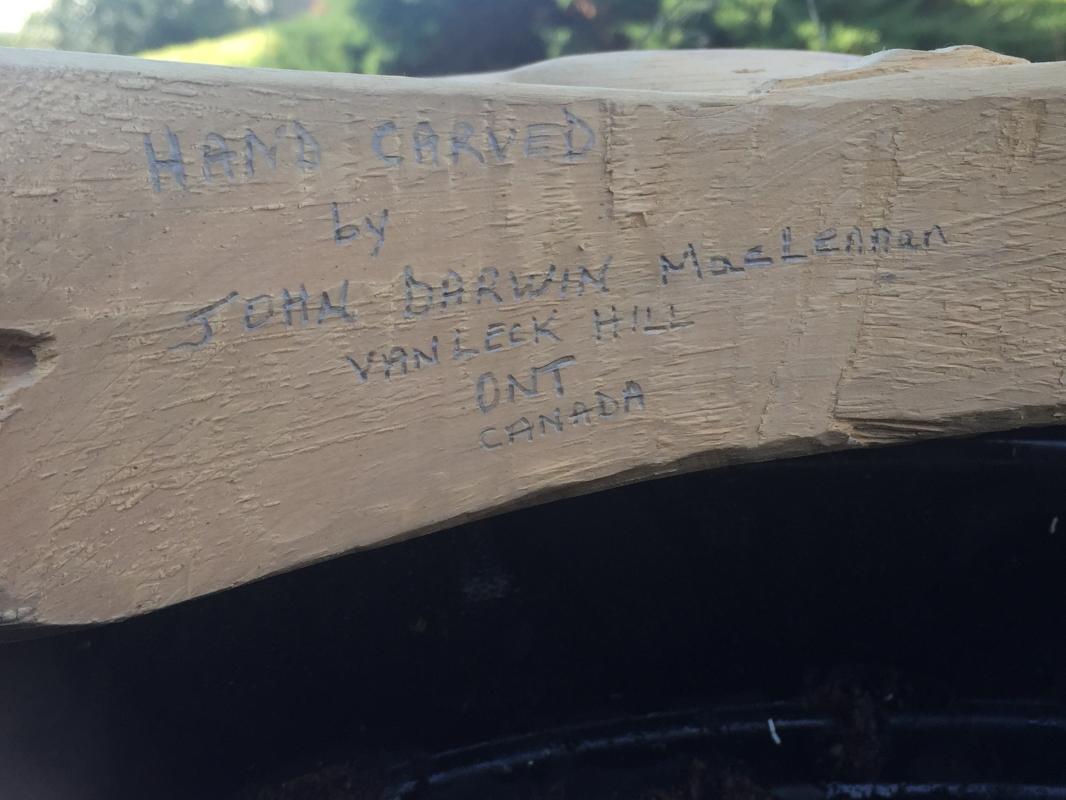 HAND CARVED
by
JOHN DARWIN MacLennan
VANLEEK HILL
ONT
CANADA